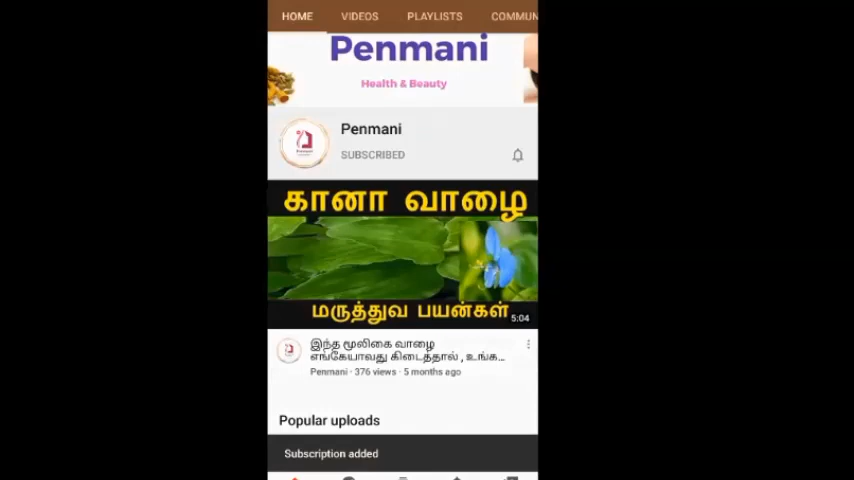 HOME VIDEOS PLAYLISTS COMMUN
Penmani
Health & Beauty
Penmani
SUBSCRIBED
கானா வாழை
மருத்துவ பயன்கள்
5:04
இந்த மூலிகை வாழை
எங்கேயாவது கிடைத்தால் , உங்க...
Penmani · 376 views · 5 months ago
Popular uploads
Subscription added